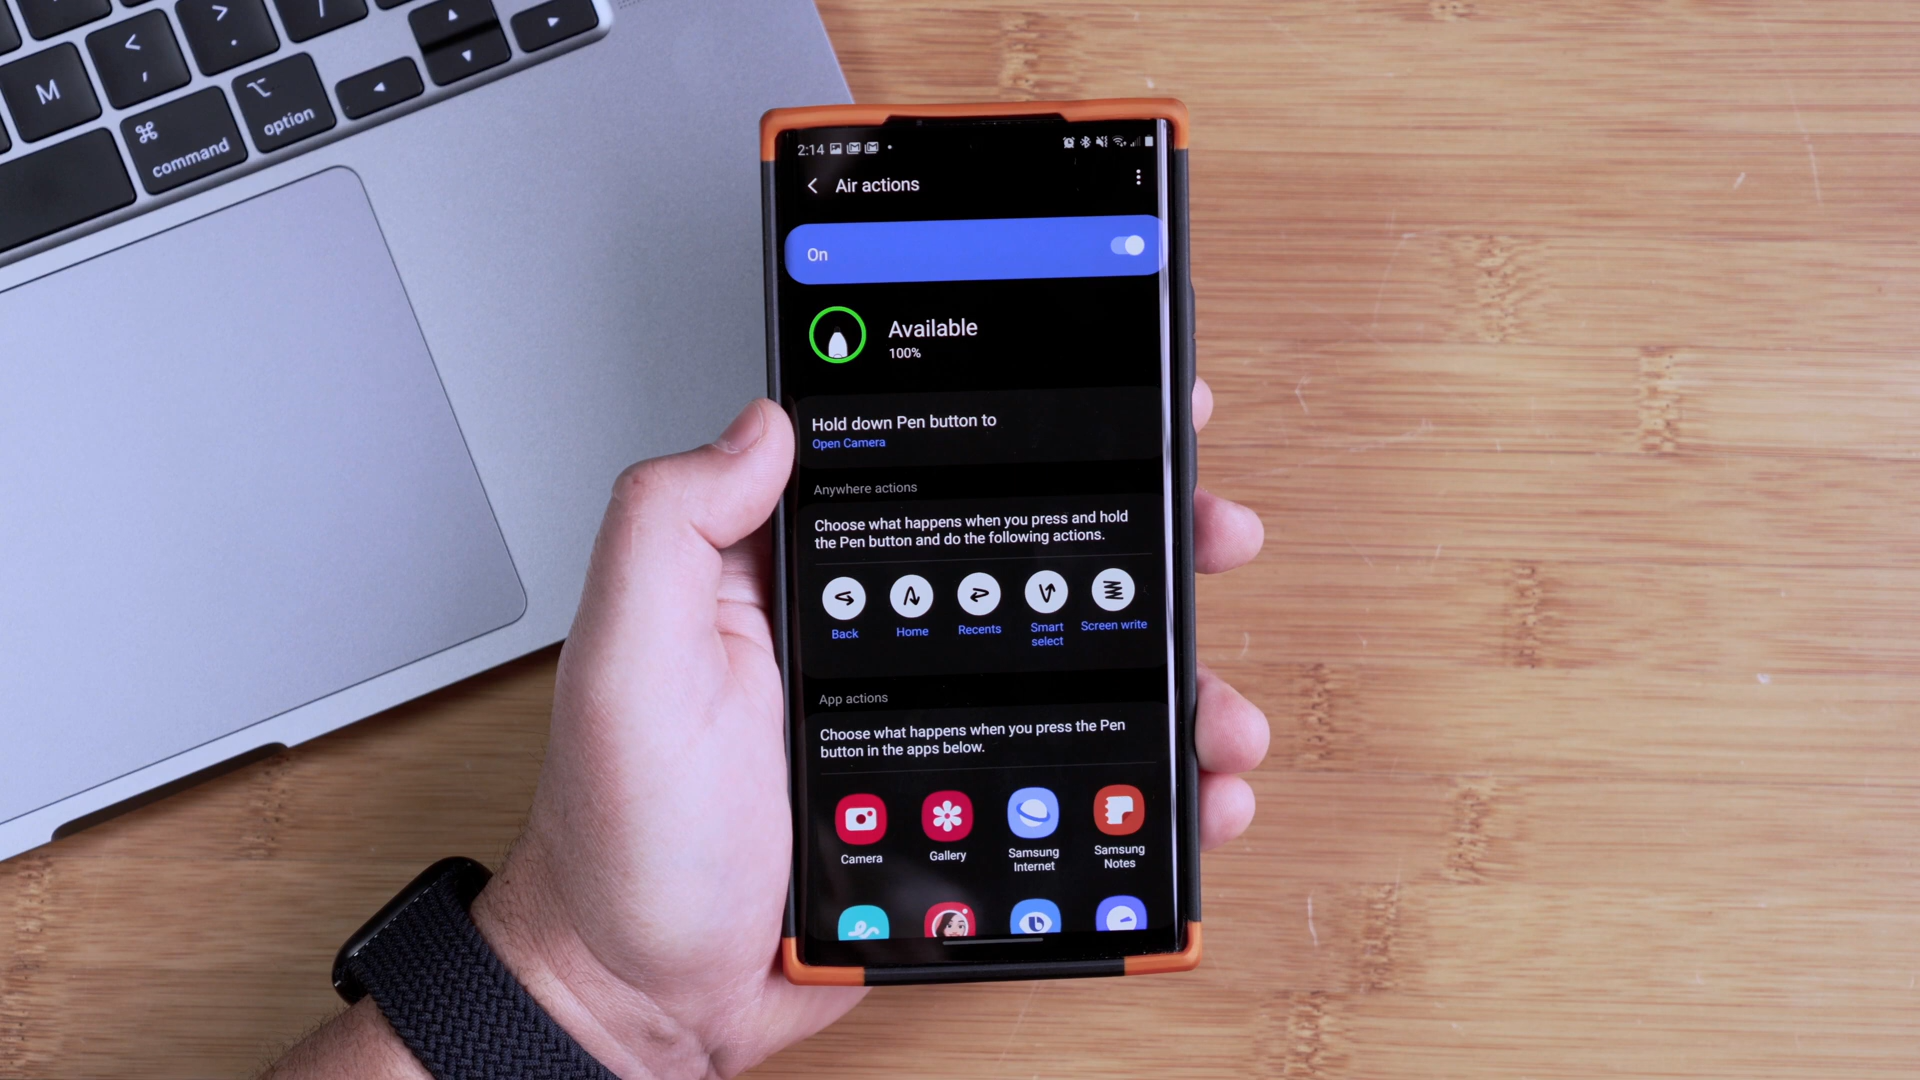 M
<
,
>
.
/
⌘
command
⌥
option
2:14
Air actions
On
Available
100%
Hold down Pen button to
Open Camera
Anywhere actions
Choose what happens when you press and hold
the Pen button and do the following actions.
Back
Home
Recents
Smart
select
Screen write
App actions
Choose what happens when you press the Pen
button in the apps below.
Camera
Gallery
Samsung
Internet
Samsung
Notes